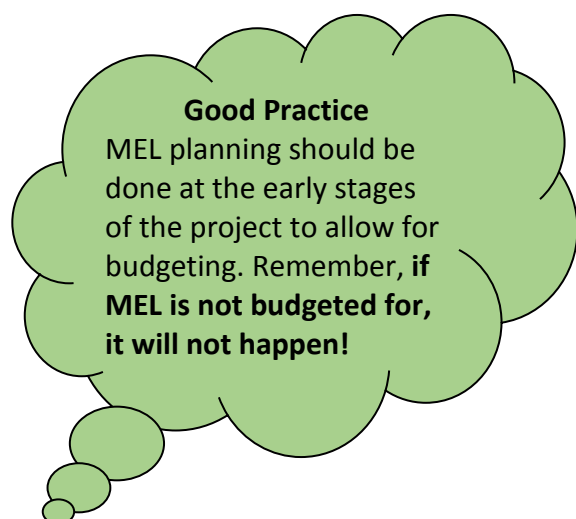 Good Practice
MEL planning should be
done at the early stages
of the project to allow for
budgeting. Remember, if
MEL is not budgeted for,
it will not happen!